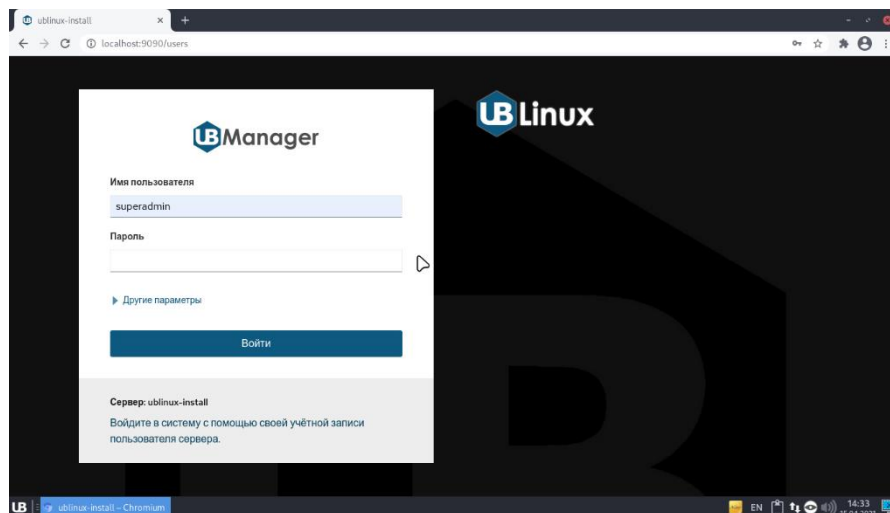 ublinux-install
localhost:9090/users
UBLinux
UBManager
Имя пользователя
superadmin
Пароль
Другие параметры
Войти
Сервер: ublinux-install
Войдите в систему с помощью своей учётной записи
пользователя сервера.
UB
ublinux-install – Chromium
EN
14:33